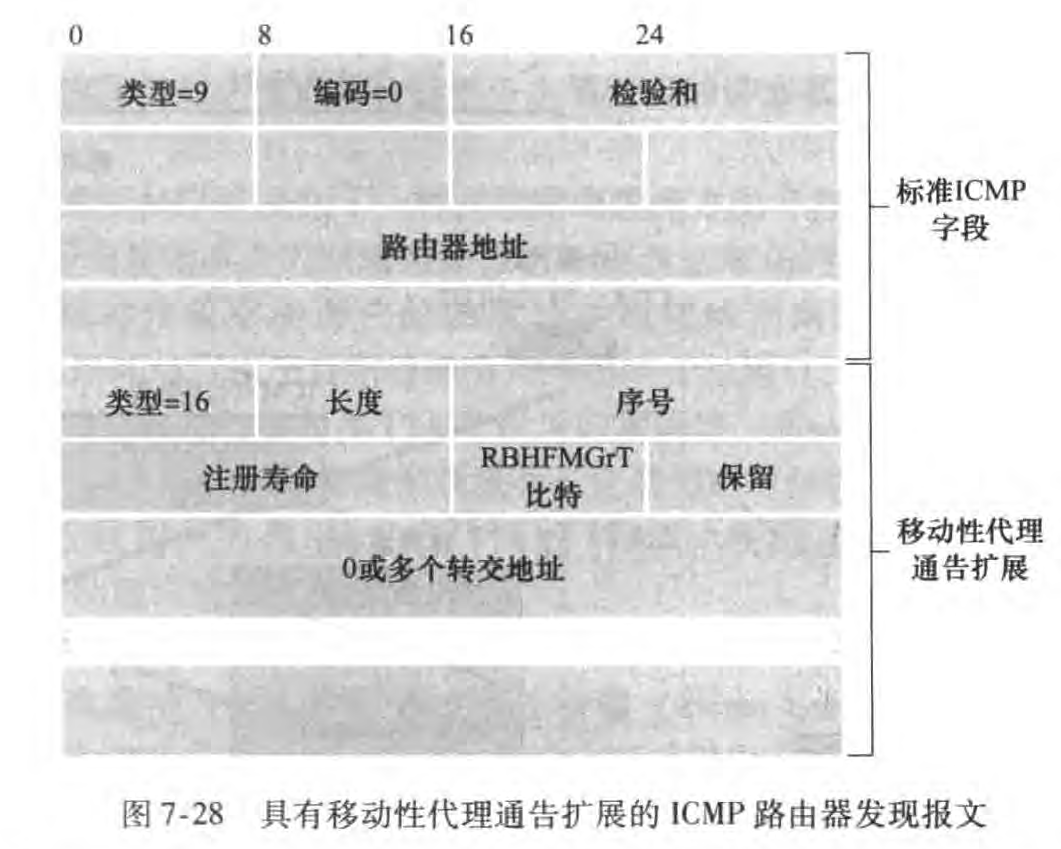 0 8 16 24
类型=9 编码=0 检验和
标准ICMP
字段
路由器地址
类型=16 长度 序号
注册寿命 RBHFMGrT
比特 保留
0或多个转交地址
移动性代理
通告扩展
图 7-28 具有移动性代理通告扩展的 ICMP 路由器发现报文